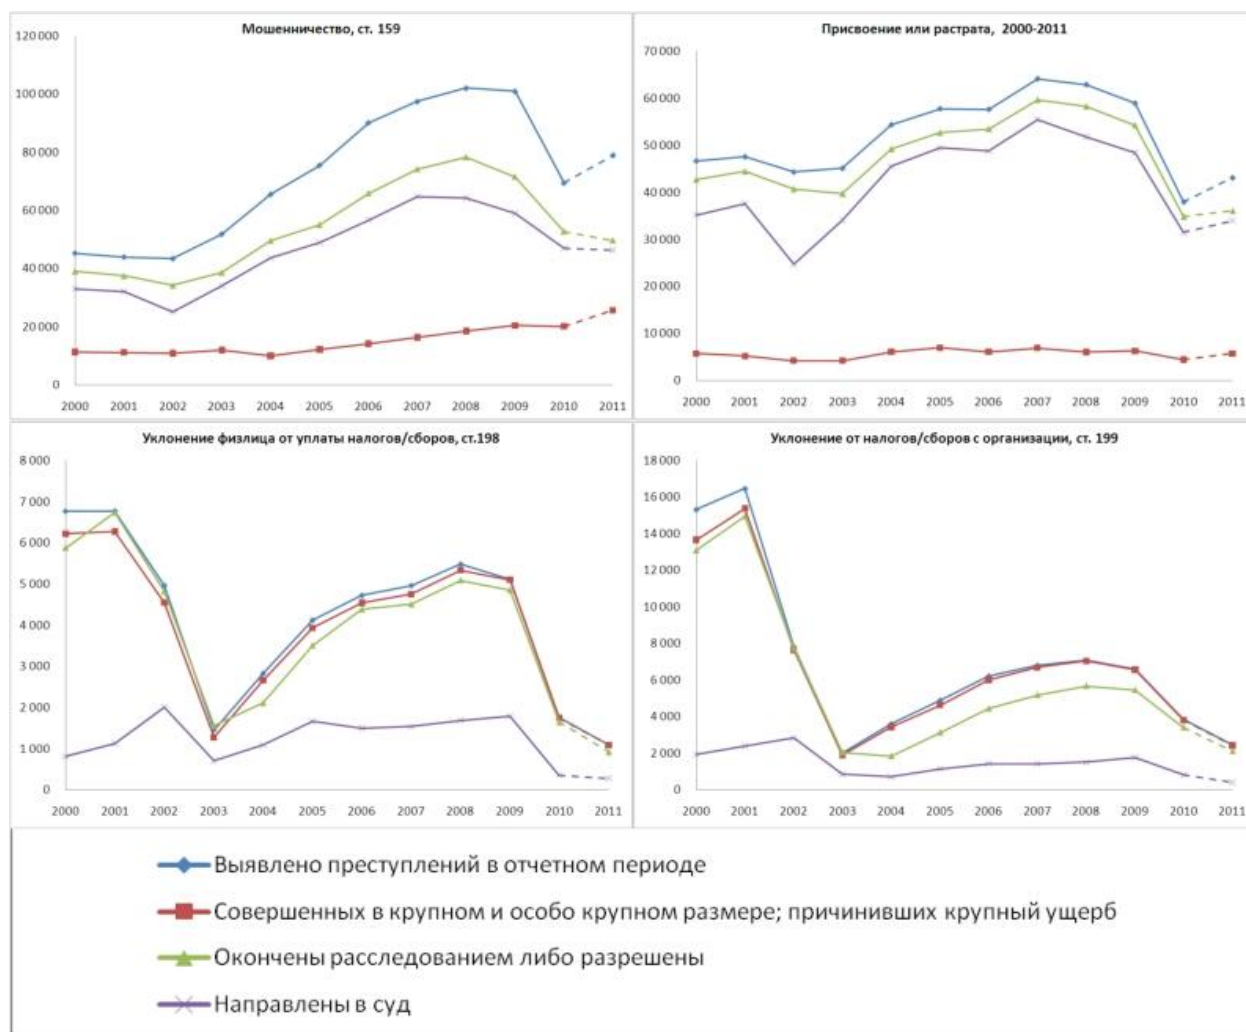 Мошенничество, ст. 159
120 000
100 000
80 000
60 000
40 000
20 000
0
2000 2001 2002 2003 2004 2005 2006 2007 2008 2009 2010 2011
Присвоение или растрата, 2000-2011
70 000
60 000
50 000
40 000
30 000
20 000
10 000
0
2000 2001 2002 2003 2004 2005 2006 2007 2008 2009 2010 2011
Уклонение физлица от уплаты налогов/сборов, ст.198
8 000
7 000
6 000
5 000
4 000
3 000
2 000
1 000
0
2000 2001 2002 2003 2004 2005 2006 2007 2008 2009 2010 2011
Уклонение от налогов/сборов с организации, ст. 199
18 000
16 000
14 000
12 000
10 000
8 000
6 000
4 000
2 000
0
2000 2001 2002 2003 2004 2005 2006 2007 2008 2009 2010 2011
Выявлено преступлений в отчетном периоде
Совершенных в крупном и особо крупном размере; причинивших крупный ущерб
Окончены расследованием либо разрешены
Направлены в суд